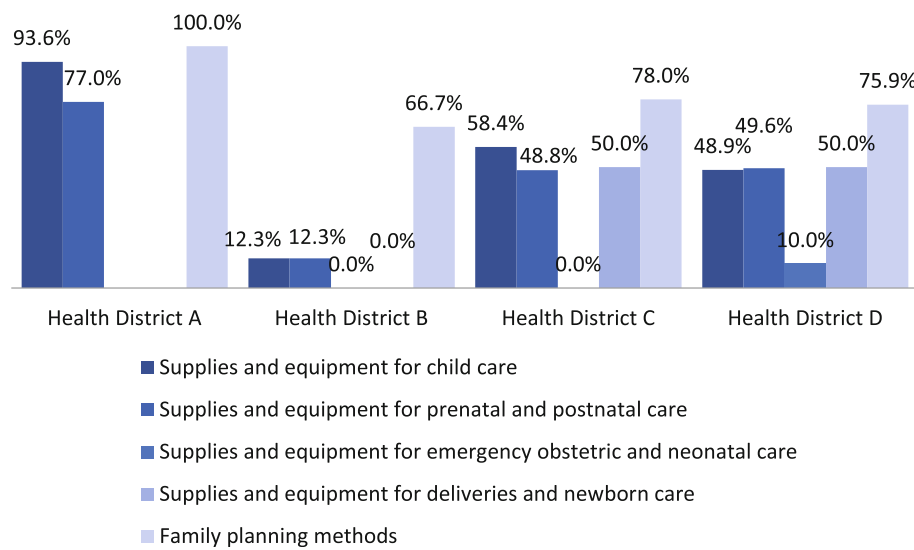 100.0%
93.6%
77.0%
78.0%
75.9%
66.7%
58.4%
48.8%
50.0%
49.6%
48.9%
50.0%
12.3%
12.3%
0.0%
0.0%
0.0%
10.0%
Health District A
Health District B
Health District C
Health District D
Supplies and equipment for child care
Supplies and equipment for prenatal and postnatal care
Supplies and equipment for emergency obstetric and neonatal care
Supplies and equipment for deliveries and newborn care
Family planning methods